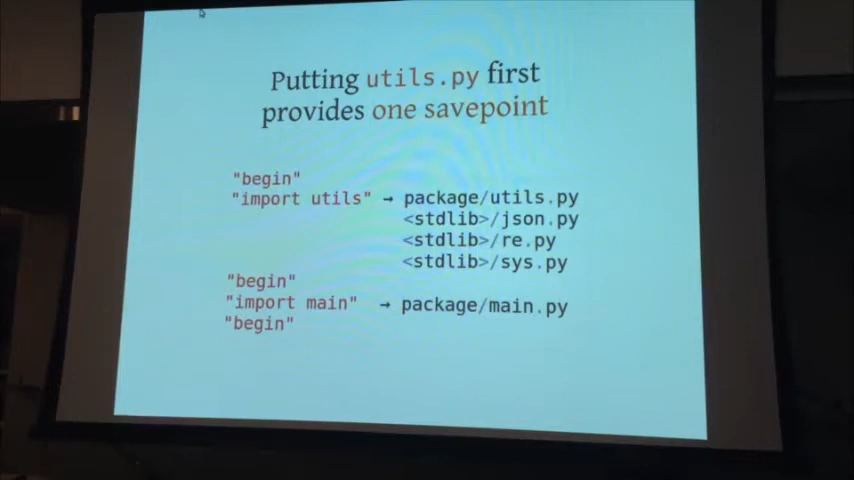 Putting utils.py first
provides one savepoint
"begin"
"import utils" → package/utils.py
<stdlib>/json.py
<stdlib>/re.py
<stdlib>/sys.py
"begin"
"import main" → package/main.py
"begin"